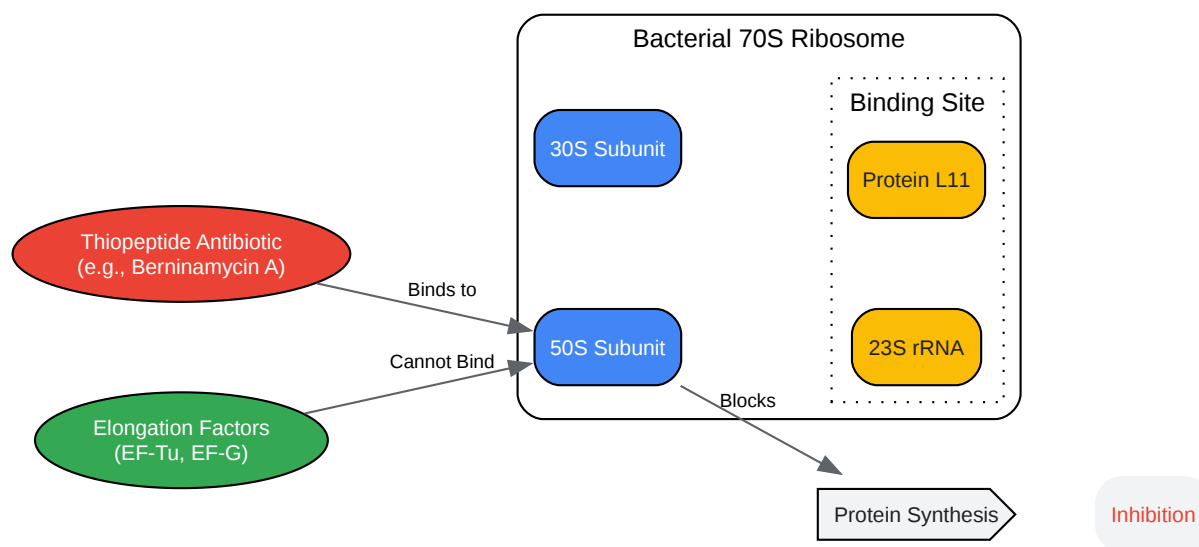 Bacterial 70S Ribosome
Binding Site
30S Subunit
Protein L11
Thiopeptide Antibiotic
(e.g., Berninamycin A)
Binds to
50S Subunit
23S rRNA
Cannot Bind
Elongation Factors
(EF-Tu, EF-G)
Blocks
Protein Synthesis
Inhibition